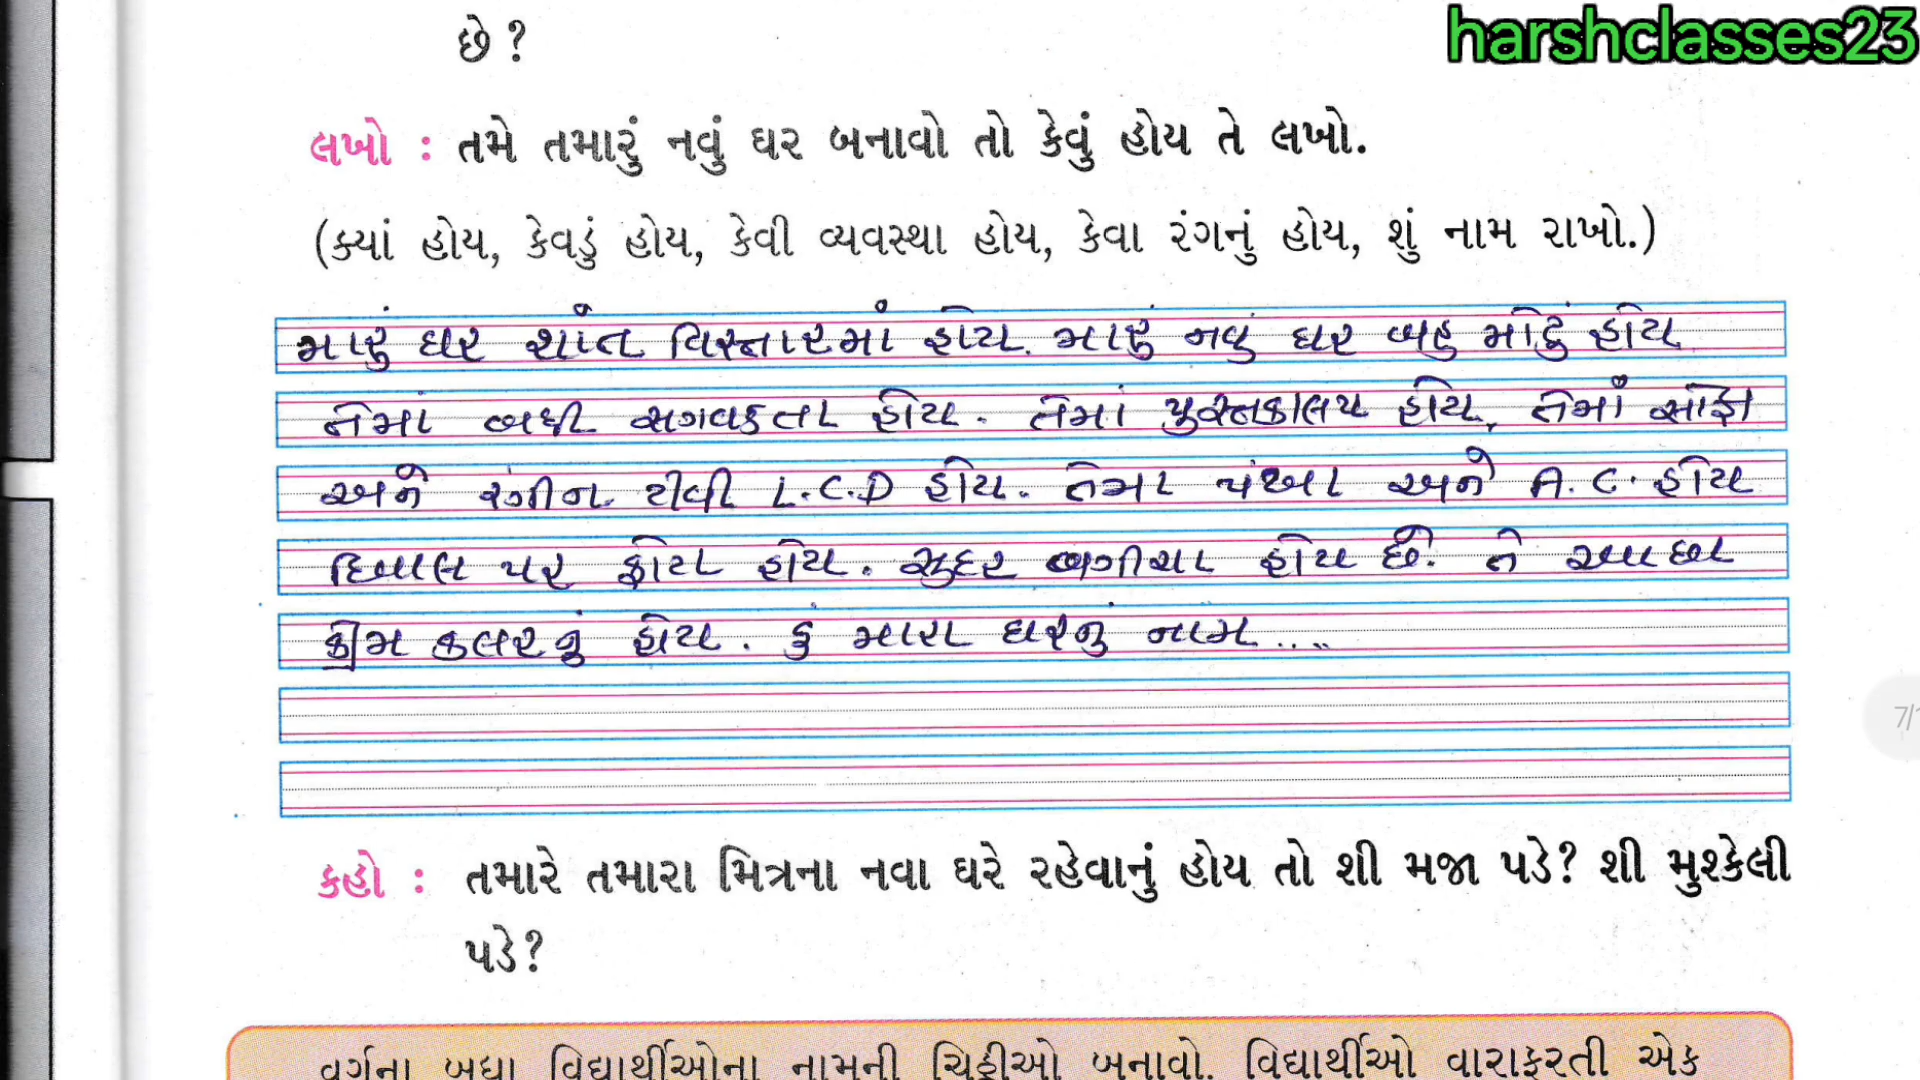 harshclasses23
છે ?
લખો : તમે તમારું નવું ઘર બનાવો તો કેવું હોય તે લખો.
(ક્યાં હોય, કેવડું હોય, કેવી વ્યવસ્થા હોય, કેવા રંગનું હોય, શું નામ રાખો.)
મારું ઘર શાંત વિસ્તારમાં હોય. મારું નવું ઘર બહુ મોટું હોય
તેમાં બધી સગવડતા હોય. તેમાં પુસ્તકાલય હોય, તેમાં સોફા
અને રંગીન ટીવી L.C.D હોય. તેમા પંખા અને A.C. હોય
દિવાલ પર ફોટા હોય. સુદર બગીચા હોય છે. તે આછા
ક્રીમ કલરનું હોય. હું મારા ઘરનું નામ ....
કહો : તમારે તમારા મિત્રના નવા ઘરે રહેવાનું હોય તો શી મજા પડે? શી મુશ્કેલી
પડે?
વર્ગના બધા વિદ્યાર્થીઓના નામની ચિઠ્ઠીઓ બનાવો. વિદ્યાર્થીઓ વારાફરતી એક